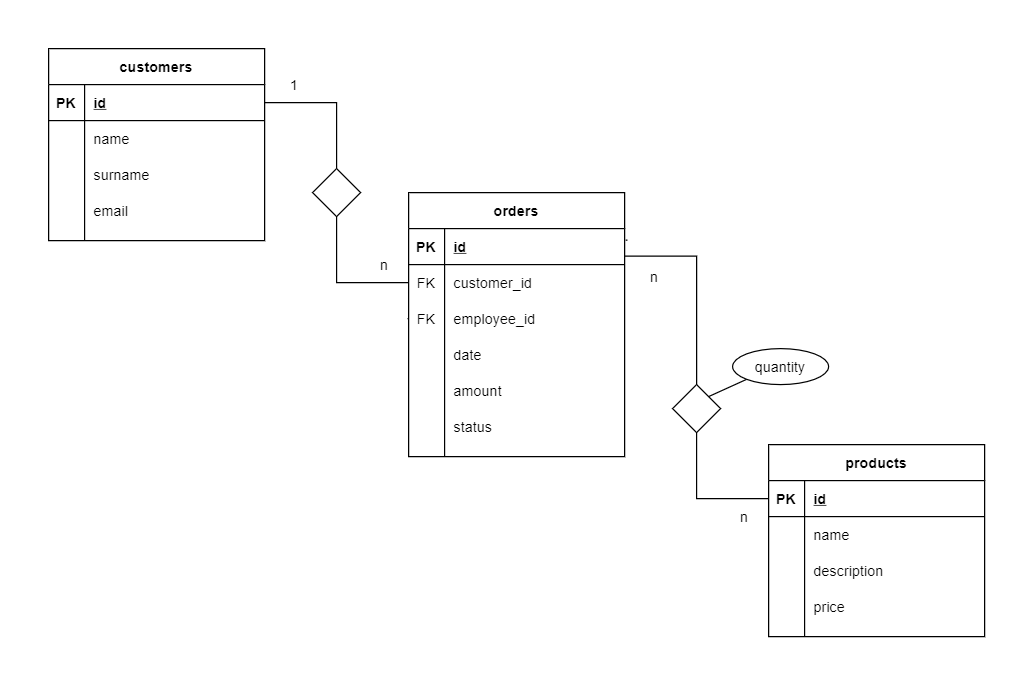 customers
PK id
name
surname
email
1
n
orders
PK id
FK customer_id
FK employee_id
date
amount
status
n
quantity
n
products
PK id
name
description
price